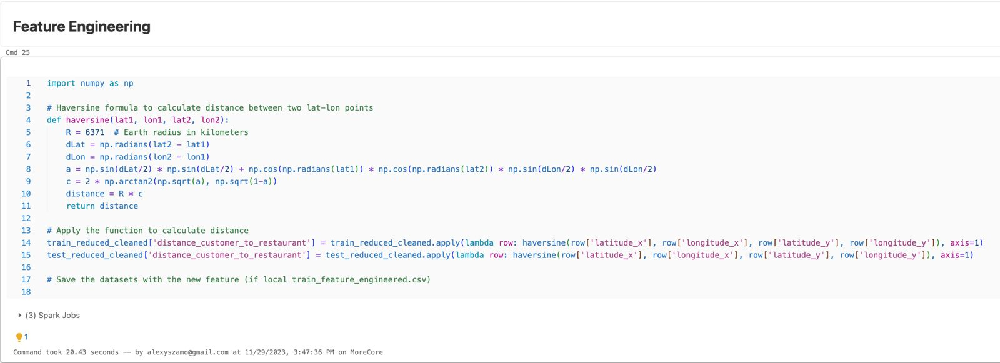 Feature Engineering
Cmd 25
1 import numpy as np
2
3 # Haversine formula to calculate distance between two lat-lon points
4 def haversine(lat1, lon1, lat2, lon2):
5     R = 6371  # Earth radius in kilometers
6     dLat = np.radians(lat2 - lat1)
7     dLon = np.radians(lon2 - lon1)
8     a = np.sin(dLat/2) * np.sin(dLat/2) + np.cos(np.radians(lat1)) * np.cos(np.radians(lat2)) * np.sin(dLon/2) * np.sin(dLon/2)
9     c = 2 * np.arctan2(np.sqrt(a), np.sqrt(1-a))
10     distance = R * c
11     return distance
12
13 # Apply the function to calculate distance
14 train_reduced_cleaned['distance_customer_to_restaurant'] = train_reduced_cleaned.apply(lambda row: haversine(row['latitude_x'], row['longitude_x'], row['latitude_y'], row['longitude_y']), axis=1)
15 test_reduced_cleaned['distance_customer_to_restaurant'] = test_reduced_cleaned.apply(lambda row: haversine(row['latitude_x'], row['longitude_x'], row['latitude_y'], row['longitude_y']), axis=1)
16
17 # Save the datasets with the new feature (if local train_feature_engineered.csv)
18
(3) Spark Jobs
1
Command took 20.43 seconds -- by alexyszamo@gmail.com at 11/29/2023, 3:47:36 PM on MoreCore